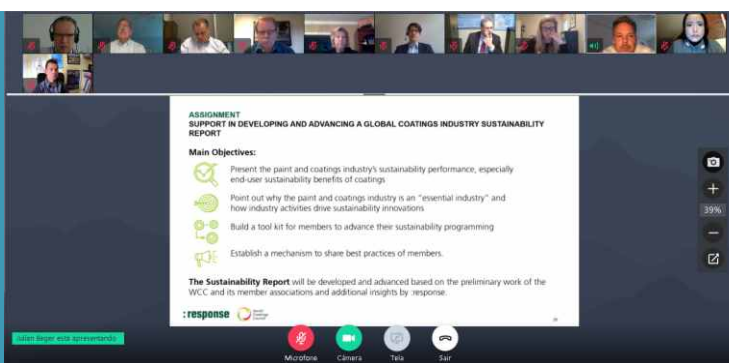 ASSIGNMENT
SUPPORT IN DEVELOPING AND ADVANCING A GLOBAL COATINGS INDUSTRY SUSTAINABILITY
REPORT
Main Objectives:
Present the paint and coatings industry's sustainability performance, especially
end-user sustainability benefits of coatings
Point out why the paint and coatings industry is an "essential industry" and
how industry activities drive sustainability innovations
Build a tool kit for members to advance their sustainability programming
Establish a mechanism to share best practices of members.
The Sustainability Report will be developed and advanced based on the preliminary work of the
WCC and its member associations and additional insights by :response.
:response
World
Coatings
Council
39%
Julian Beger está apresentando
Microfone Câmera Tela Sair